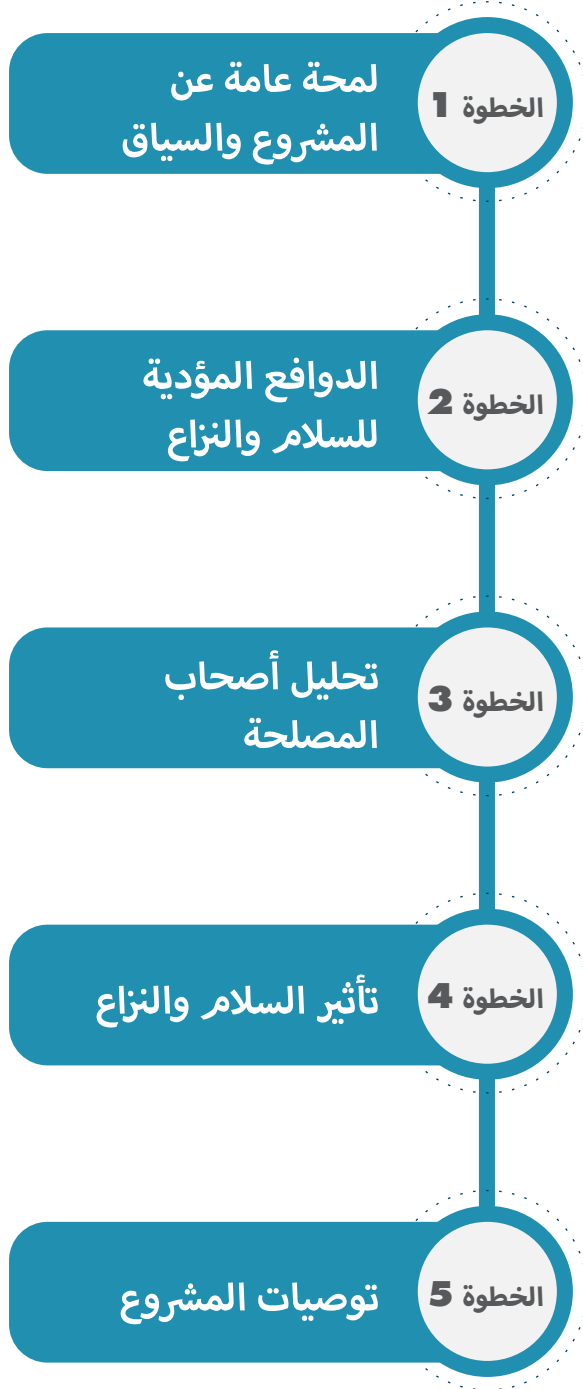 الخطوة 1
لمحة عامة عن
المشروع والسياق
الخطوة 2
الدوافع المؤدية
للسلام والنزاع
الخطوة 3
تحليل أصحاب
المصلحة
الخطوة 4
تأثير السلام والنزاع
الخطوة 5
توصيات المشروع